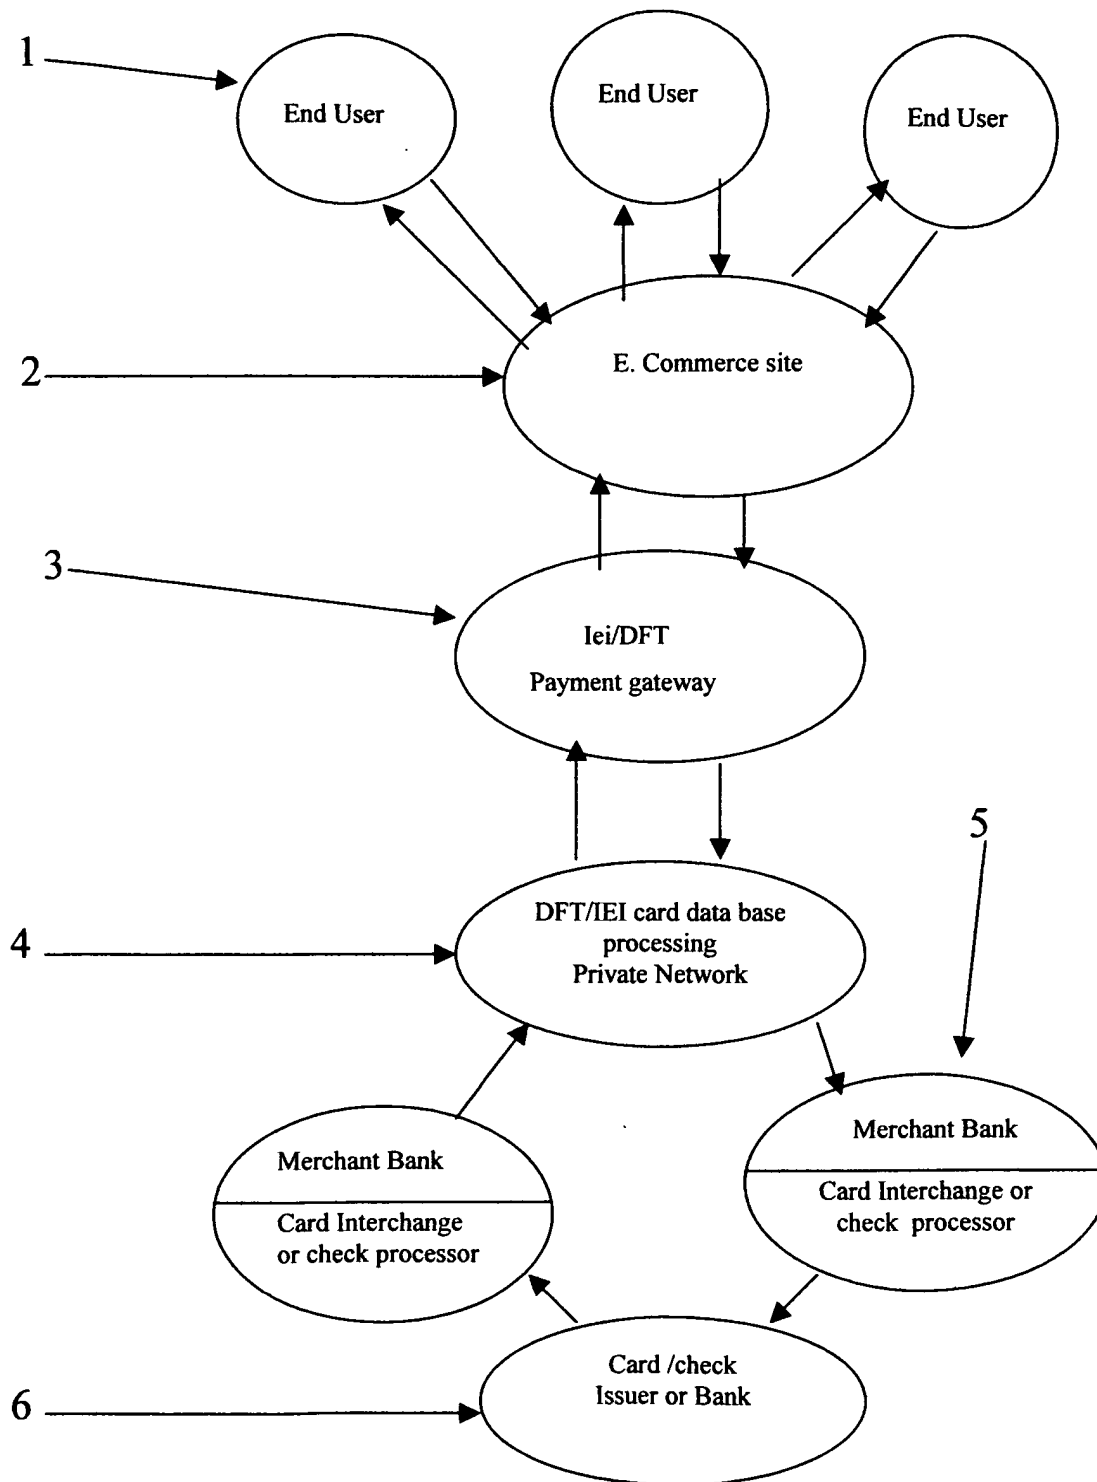 1
End User
End User
End User
2
E. Commerce site
3
Iei/DFT
Payment gateway
5
4
DFT/IEI card data base
processing
Private Network
Merchant Bank
Card Interchange or
check processor
Merchant Bank
Card Interchange
or check processor
Card /check
Issuer or Bank
6